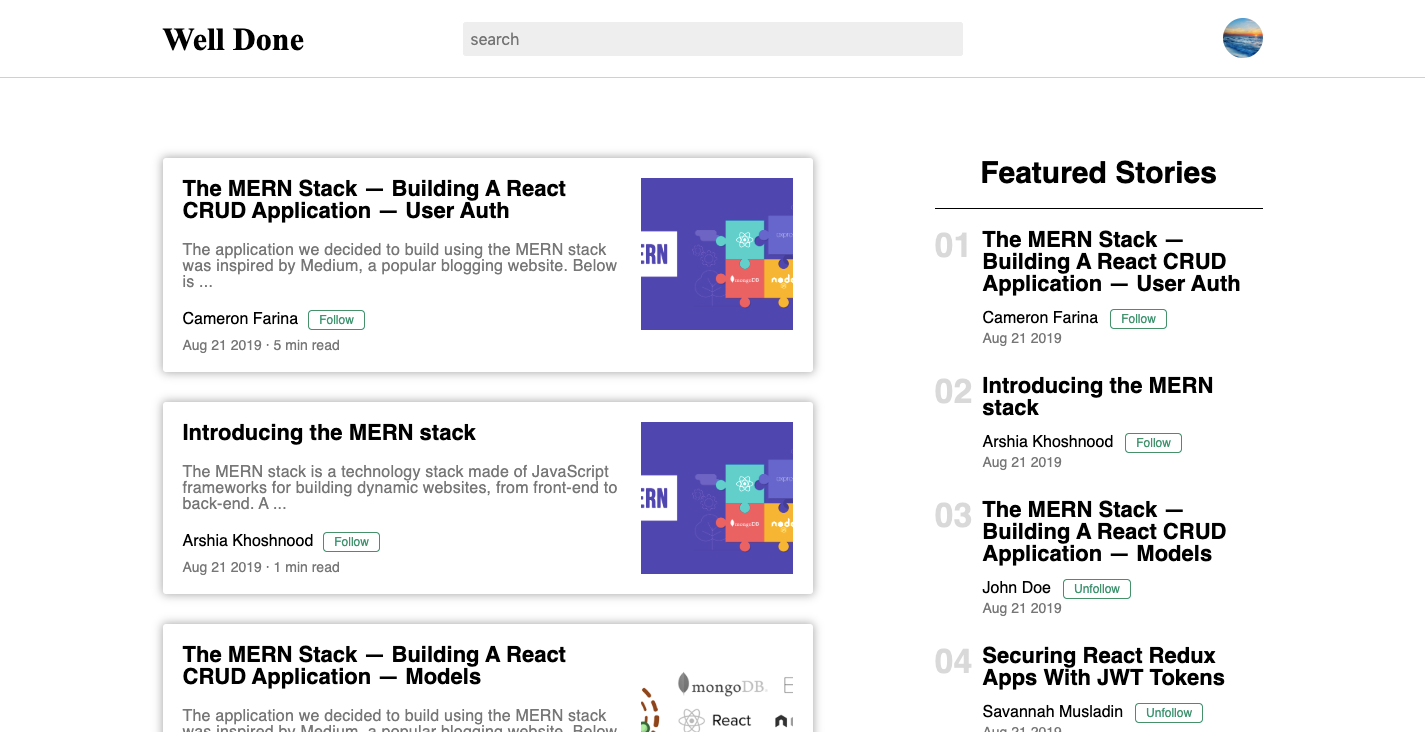 Well Done
search
The MERN Stack — Building A React
CRUD Application — User Auth
The application we decided to build using the MERN stack
was inspired by Medium, a popular blogging website. Below
is ...
Cameron Farina Follow
Aug 21 2019 · 5 min read
ERN
mongoDB
node
Introducing the MERN stack
The MERN stack is a technology stack made of JavaScript
frameworks for building dynamic websites, from front-end to
back-end. A ...
Arshia Khoshnood Follow
Aug 21 2019 · 1 min read
ERN
mongoDB
node
The MERN Stack — Building A React
CRUD Application — Models
The application we decided to build using the MERN stack
was inspired by Medium, a popular blogging website. Below
mongoDB. E
React
Featured Stories
01 The MERN Stack —
Building A React CRUD
Application — User Auth
Cameron Farina Follow
Aug 21 2019
02 Introducing the MERN
stack
Arshia Khoshnood Follow
Aug 21 2019
03 The MERN Stack —
Building A React CRUD
Application — Models
John Doe Unfollow
Aug 21 2019
04 Securing React Redux
Apps With JWT Tokens
Savannah Musladin Unfollow
Aug 21 2019